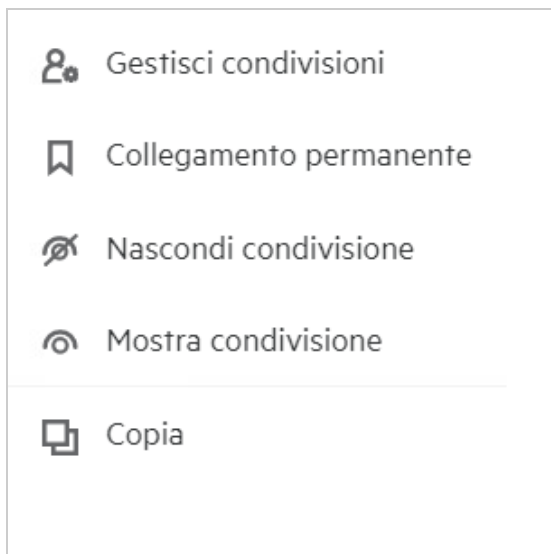 Gestisci condivisioni
Collegamento permanente
Nascondi condivisione
Mostra condivisione
Copia